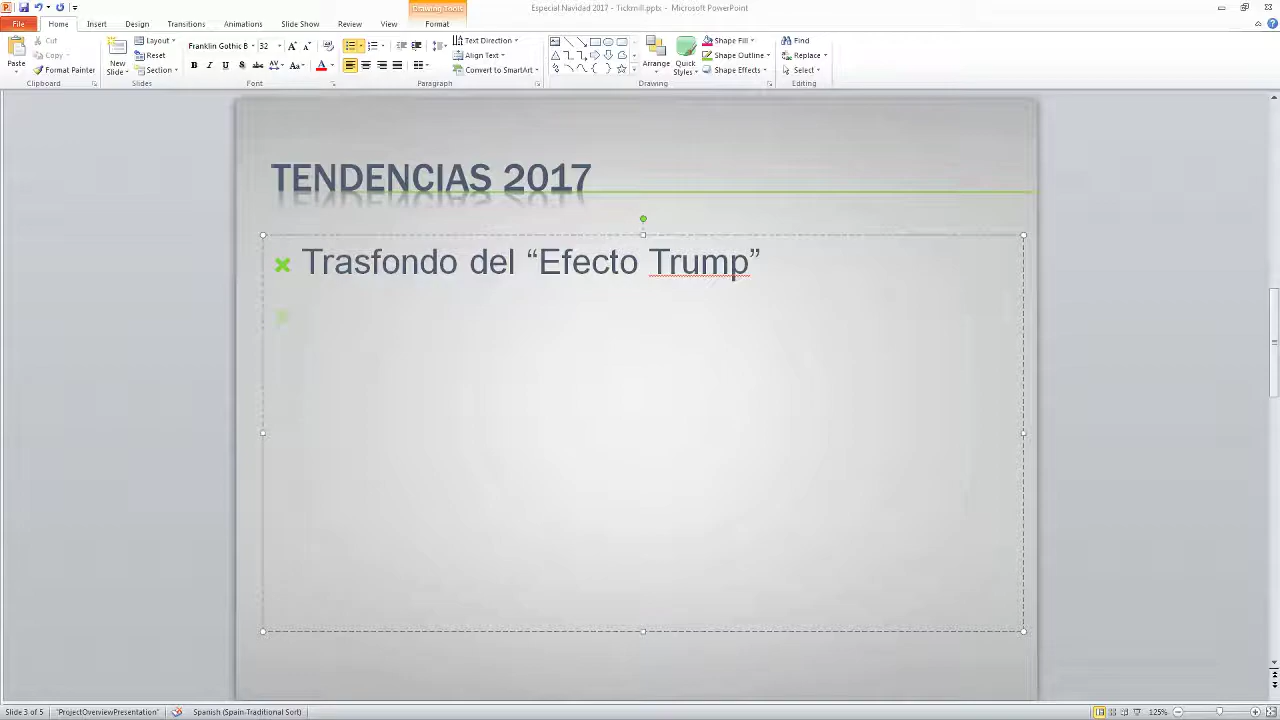 Especial Navidad 2017 - Tickmill.pptx - Microsoft PowerPoint
Drawing Tools
File Home Insert Design Transitions Animations Slide Show Review View Format
Cut
Copy
Format Painter
Paste
Clipboard
New
Slide
Layout
Reset
Section
Slides
Franklin Gothic B 32
B I U S abc AV Aa A
Font
Text Direction
Align Text
Convert to SmartArt
Paragraph
Arrange
Quick
Styles
Shape Fill
Shape Outline
Shape Effects
Drawing
Find
Replace
Select
Editing
TENDENCIAS 2017
Trasfondo del “Efecto Trump”
Slide 3 of 5 "ProjectOverviewPresentation" Spanish (Spain-Traditional Sort) 125%